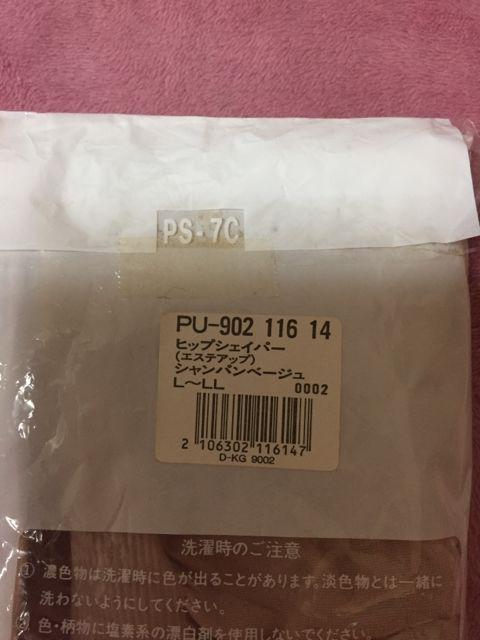 PS-7C
PU-902 116 14
ヒップシェイパー
(エステアップ)
シャンパンベージュ
L〜LL 0002
2 106302 116147
D-KG 9002
洗濯時のご注意
① 濃色物は洗濯時に色が出ることがあります。淡色物とは一緒に
洗わないようにしてください。
② 色・柄物に塩素系の漂白剤を使用しないでください。